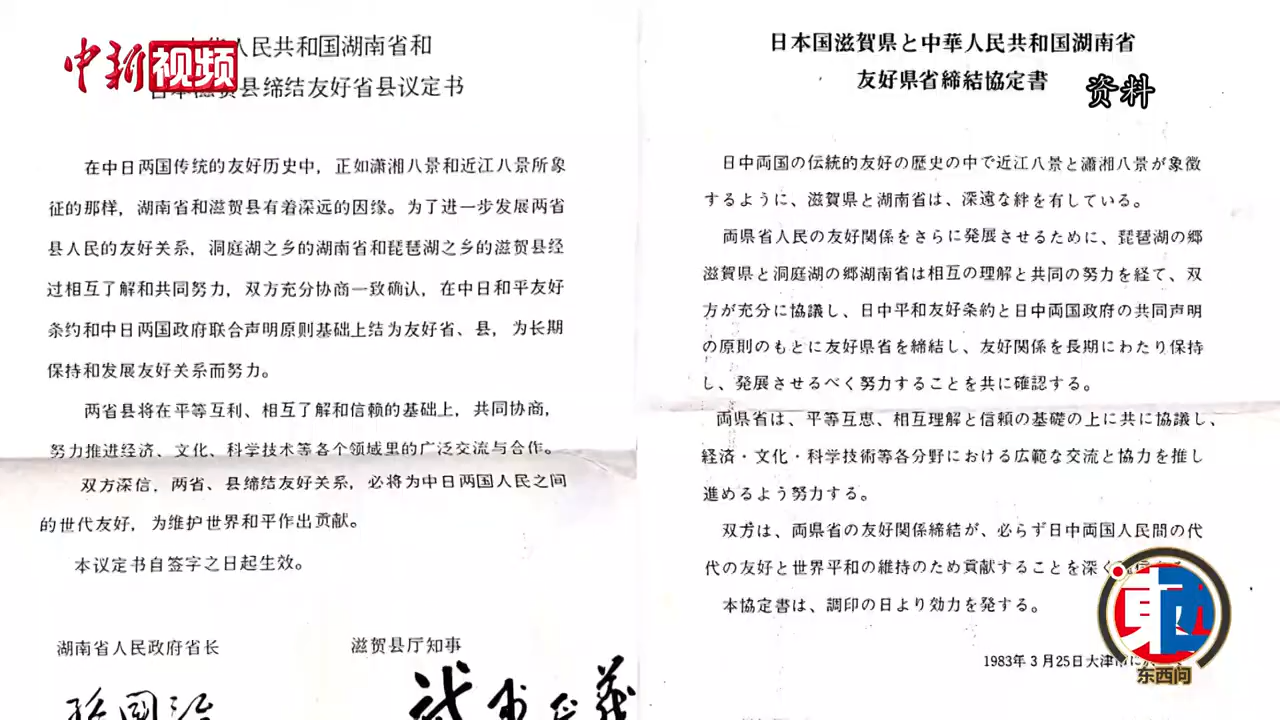 中新视频
人民共和国湖南省和
县缔结友好省县议定书
在中日两国传统的友好历史中，正如潇湘八景和近江八景所象
征的那样，湖南省和滋贺县有着深远的因缘。为了进一步发展两省
县人民的友好关系，洞庭湖之乡的湖南省和琵琶湖之乡的滋贺县经
过相互了解和共同努力，双方充分协商一致确认，在中日和平友好
条约和中日两国政府联合声明原则基础上结为友好省、县，为长期
保持和发展友好关系而努力。
两省县将在平等互利、相互了解和信赖的基础上，共同协商，
努力推进经济、文化、科学技术等各个领域里的广泛交流与合作。
双方深信，两省、县缔结友好关系，必将为中日两国人民之间
的世代友好，为维护世界和平作出贡献。
本议定书自签字之日起生效。
湖南省人民政府省长
滋贺县厅知事
日本国滋賀県と中華人民共和国湖南省
友好県省締結協定書
资料
日中両国の伝統的友好の歴史の中で近江八景と瀟湘八景が象徴
するように、滋賀県と湖南省は、深遠な絆を有している。
両県省人民の友好関係をさらに発展させるために、琵琶湖の郷
滋賀県と洞庭湖の郷湖南省は相互の理解と共同の努力を経て、双
方が充分に協議し、日中平和友好条約と日中両国政府の共同声明
の原則のもとに友好県省を締結し、友好関係を長期にわたり保持
し、発展させるべく努力することを共に確認する。
両県省は、平等互恵、相互理解と信頼の基礎の上に共に協議し、
経済・文化・科学技術等各分野における広範な交流と協力を推し
進めるよう努力する。
双方は、両県省の友好関係締結が、必らず日中両国人民間の代
代の友好と世界平和の維持のため貢献することを深く
本協定書は、調印の日より効力を発する。
1983年3月25日大津市に
东西问